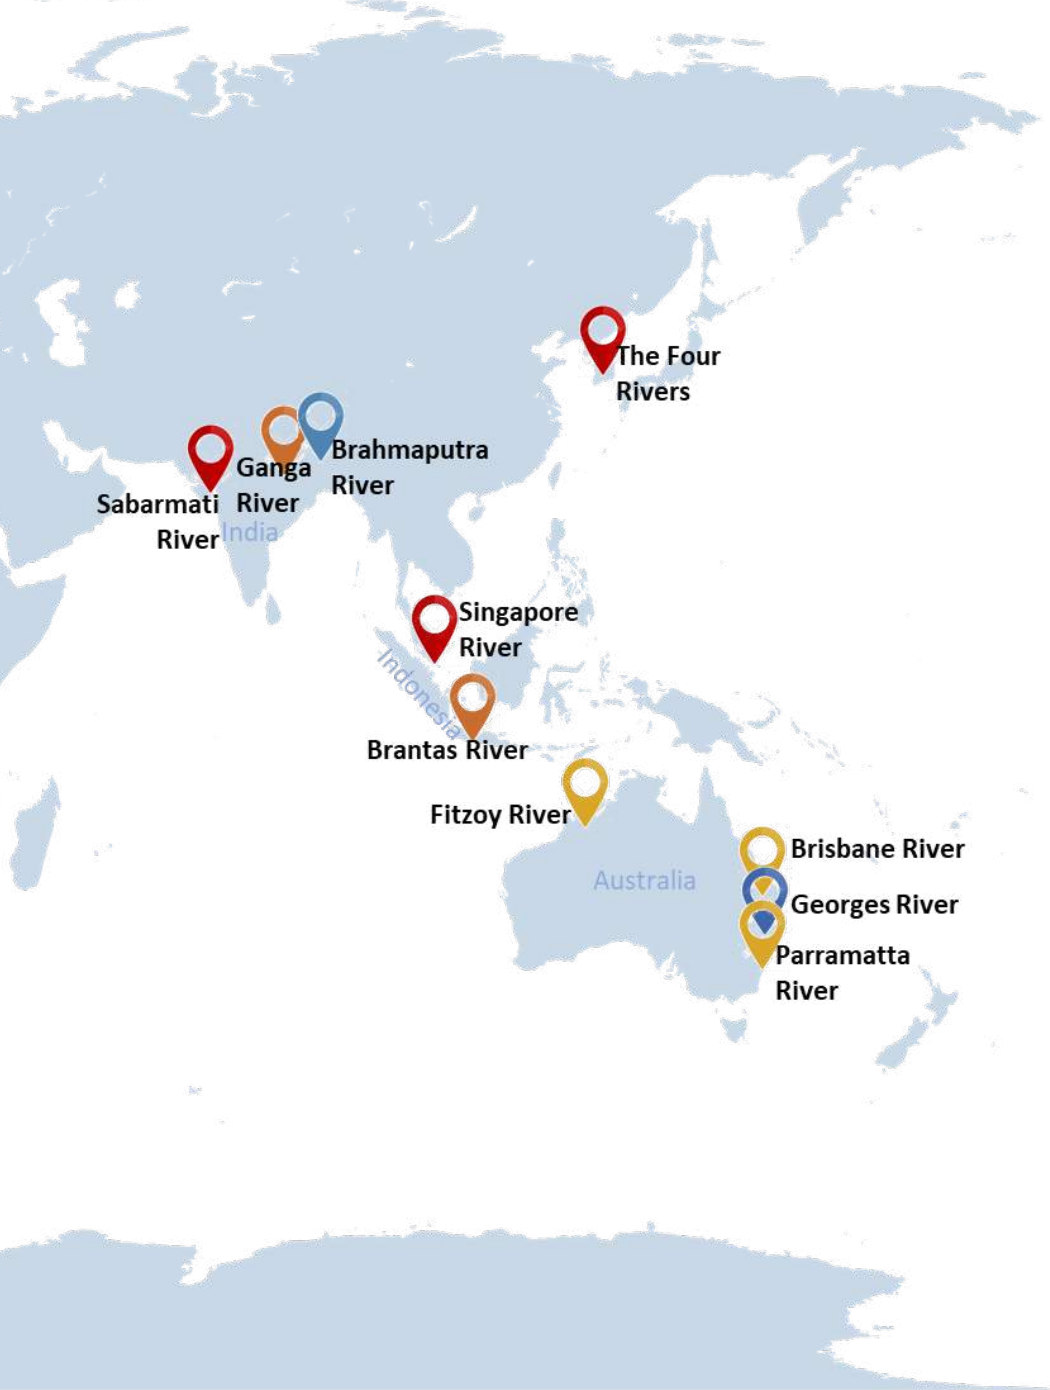 The Four
Rivers
Brahmaputra
River
Ganga
River
Sabarmati
River
India
Singapore
River
Indonesia
Brantas River
Fitzoy River
Brisbane River
Australia
Georges River
Parramatta
River